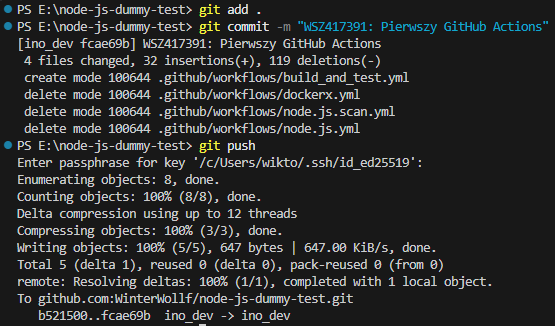 PS E:\node-js-dummy-test> git add .
PS E:\node-js-dummy-test> git commit -m "WSZ417391: Pierwszy GitHub Actions"
[ino_dev fcae69b] WSZ417391: Pierwszy GitHub Actions
 4 files changed, 32 insertions(+), 119 deletions(-)
 create mode 100644 .github/workflows/build_and_test.yml
 delete mode 100644 .github/workflows/dockerx.yml
 delete mode 100644 .github/workflows/node.js.scan.yml
 delete mode 100644 .github/workflows/node.js.yml
PS E:\node-js-dummy-test> git push
Enter passphrase for key '/c/Users/wikto/.ssh/id_ed25519':
Enumerating objects: 8, done.
Counting objects: 100% (8/8), done.
Delta compression using up to 12 threads
Compressing objects: 100% (3/3), done.
Writing objects: 100% (5/5), 647 bytes | 647.00 KiB/s, done.
Total 5 (delta 1), reused 0 (delta 0), pack-reused 0 (from 0)
remote: Resolving deltas: 100% (1/1), completed with 1 local object.
To github.com:WinterWollf/node-js-dummy-test.git
   b521500..fcae69b  ino_dev -> ino_dev